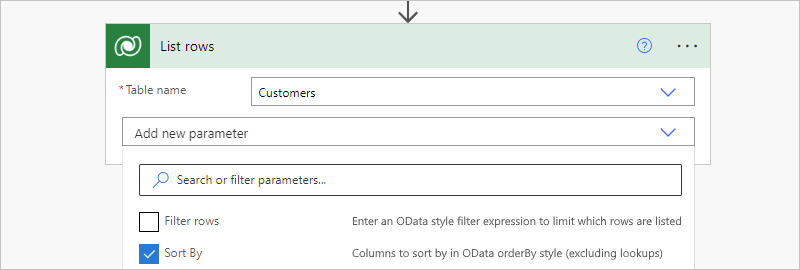 List rows
* Table name
Customers
Add new parameter
Search or filter parameters...
Filter rows Enter an OData style filter expression to limit which rows are listed
Sort By Columns to sort by in OData orderBy style (excluding lookups)